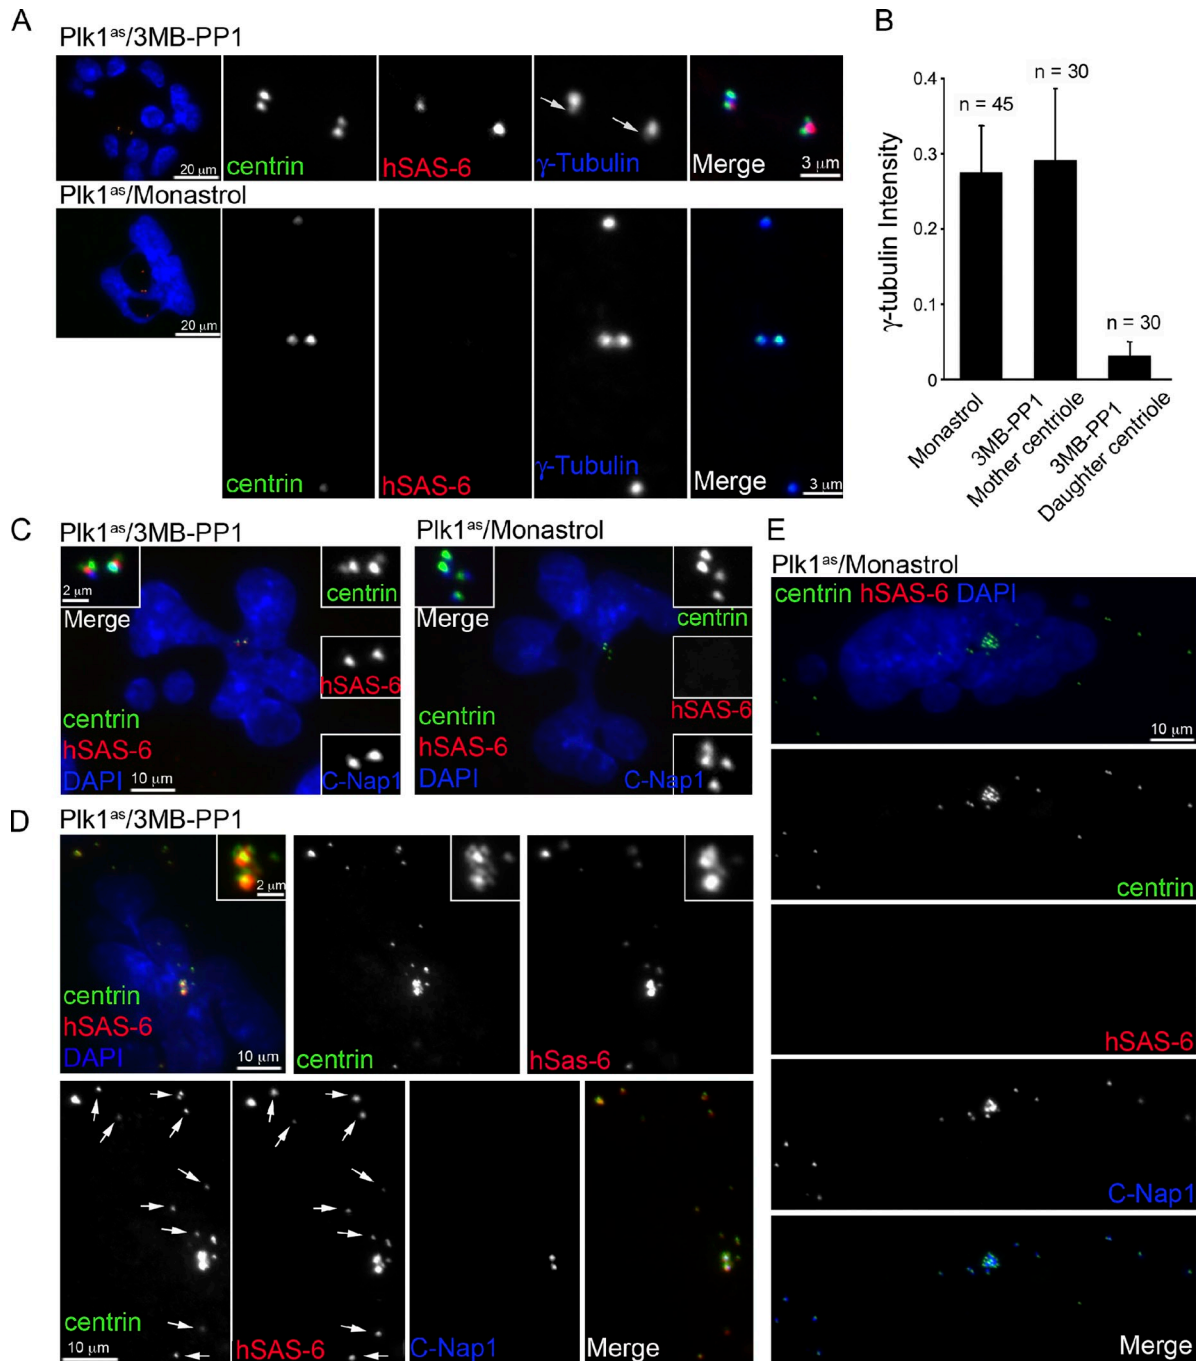 A
Plk1as/3MB-PP1
20 μm
centrin
hSAS-6
γ-Tubulin
Merge
3 μm
Plk1as/Monastrol
20 μm
centrin
hSAS-6
γ-Tubulin
Merge
3 μm
B
γ-tubulin Intensity
0.4
0.3
0.2
0.1
0
n = 45
n = 30
n = 30
Monastrol
3MB-PP1
Mother centriole
3MB-PP1
Daughter centriole
C
Plk1as/3MB-PP1
2 μm
Merge
centrin
hSAS-6
DAPI
10 μm
centrin
hSAS-6
C-Nap1
Plk1as/Monastrol
Merge
centrin
hSAS-6
DAPI
centrin
hSAS-6
C-Nap1
D
Plk1as/3MB-PP1
2 μm
centrin
hSAS-6
DAPI
10 μm
centrin
hSas-6
centrin
10 μm
hSAS-6
C-Nap1
Merge
E
Plk1as/Monastrol
centrin hSAS-6 DAPI
10 μm
centrin
hSAS-6
C-Nap1
Merge